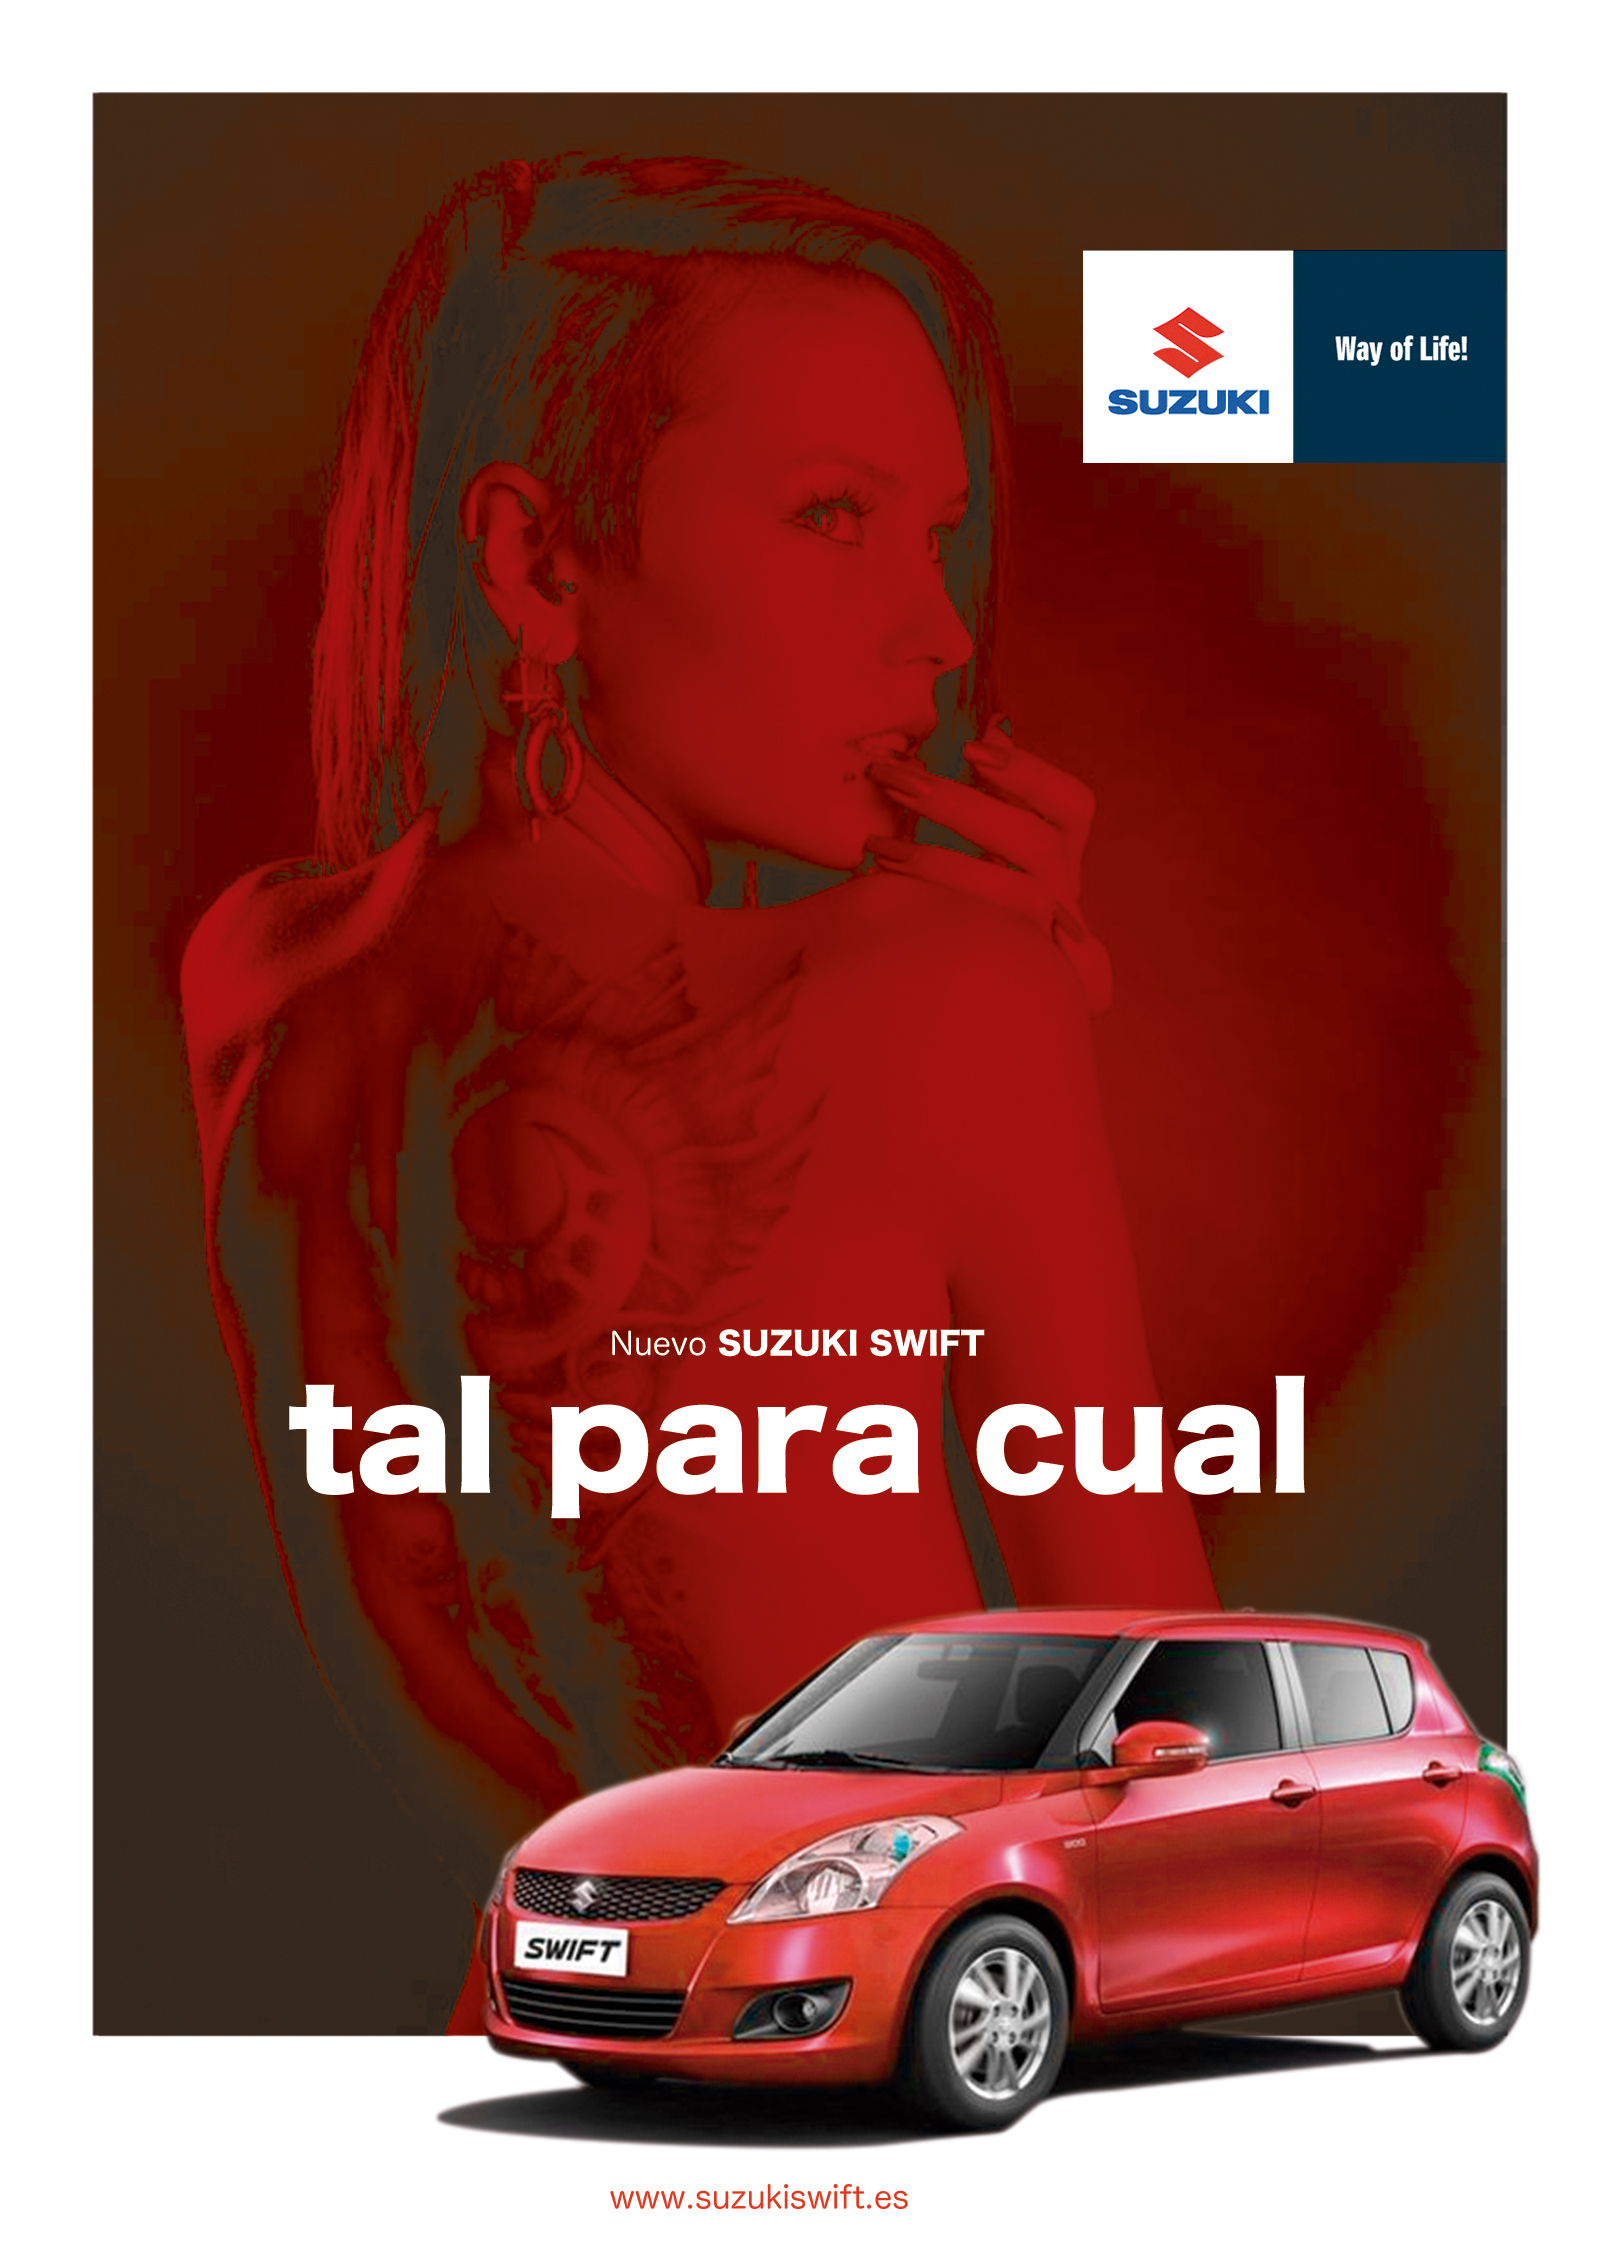 SUZUKI
Way of Life!
Nuevo SUZUKI SWIFT
tal para cual
SWIFT
www.suzukiswift.es